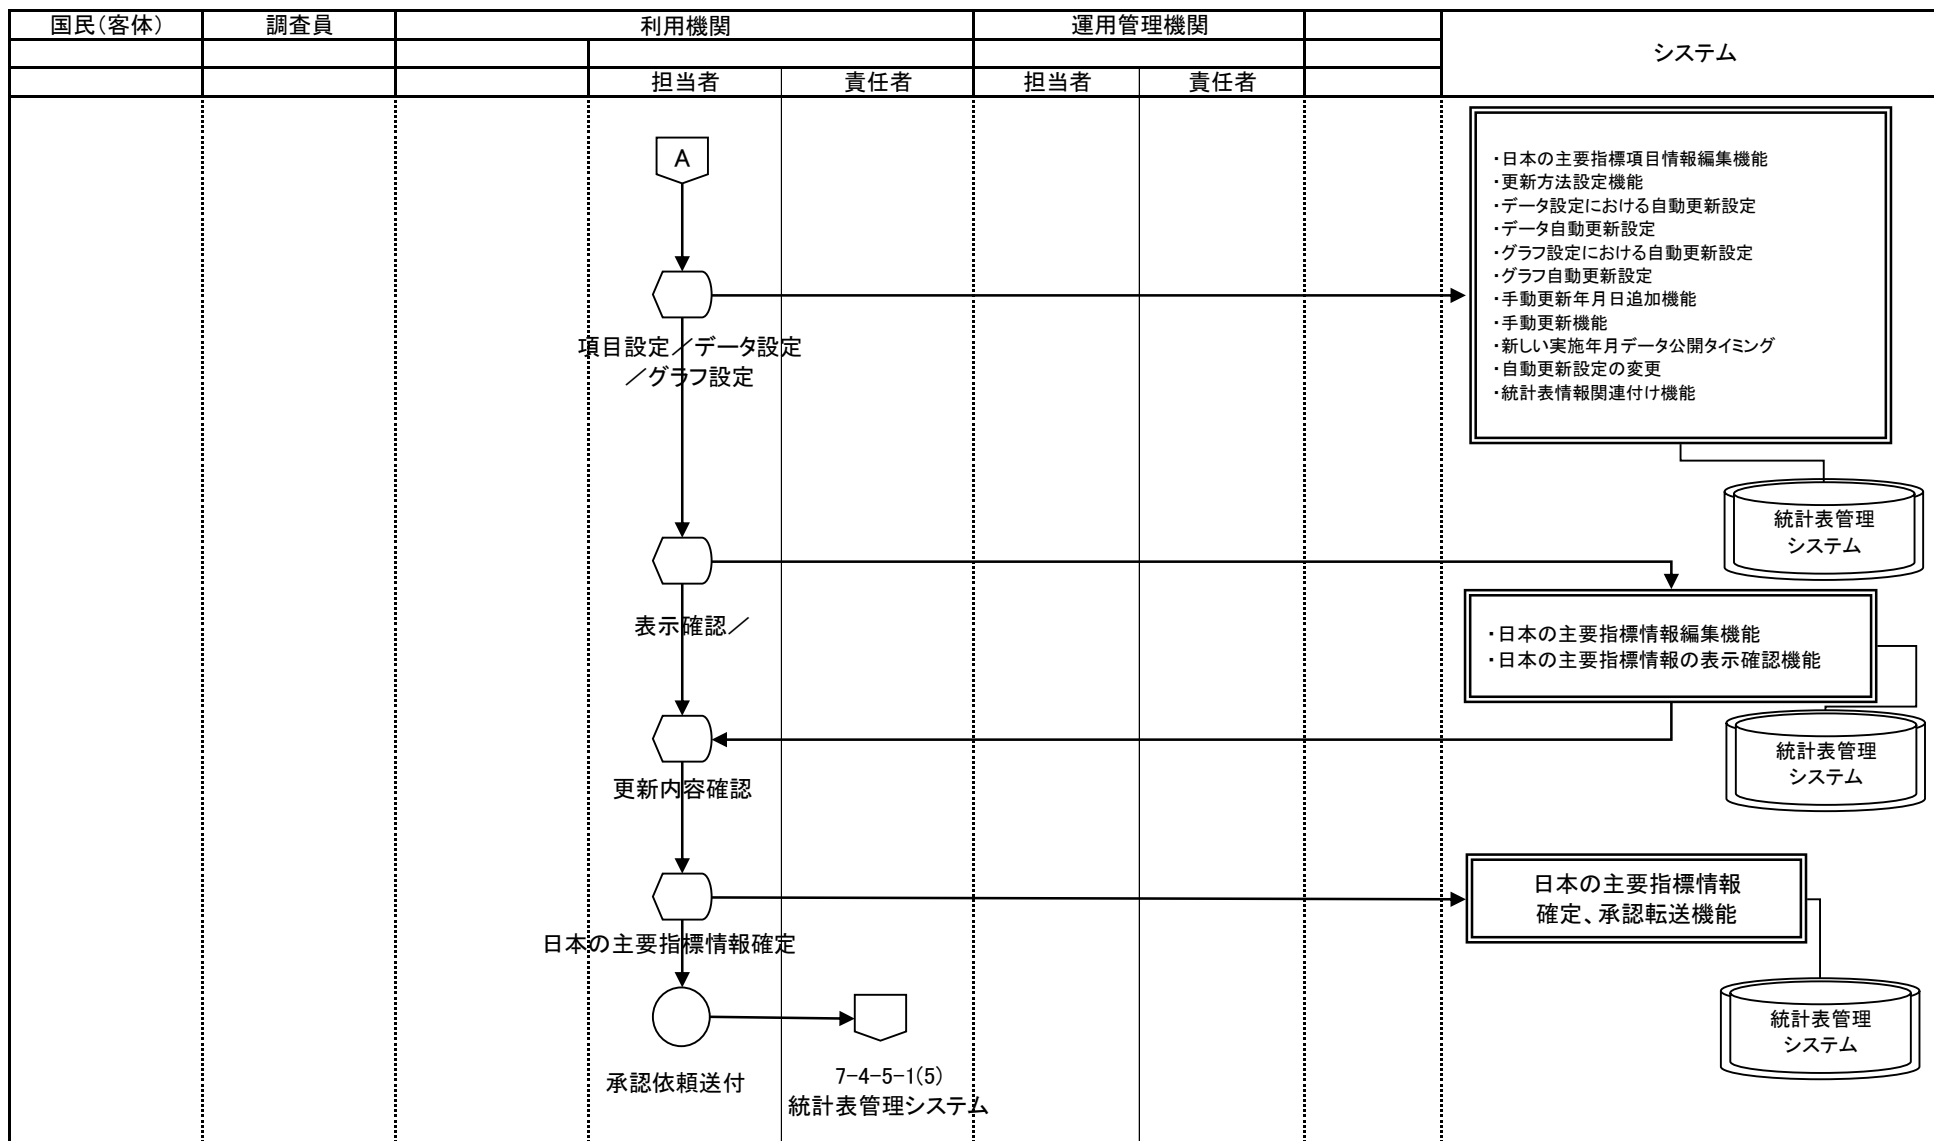 国民(客体)
調査員
利用機関
運用管理機関
システム
担当者
責任者
担当者
責任者
A
・日本の主要指標項目情報編集機能
・更新方法設定機能
・データ設定における自動更新設定
・データ自動更新設定
・グラフ設定における自動更新設定
・グラフ自動更新設定
・手動更新年月日追加機能
・手動更新機能
・新しい実施年月データ公開タイミング
・自動更新設定の変更
・統計表情報関連付け機能
項目設定／データ設定
／グラフ設定
統計表管理
システム
表示確認／
・日本の主要指標情報編集機能
・日本の主要指標情報の表示確認機能
更新内容確認
統計表管理
システム
日本の主要指標情報
確定、承認転送機能
日本の主要指標情報確定
統計表管理
システム
承認依頼送付
7-4-5-1(5)
統計表管理システム